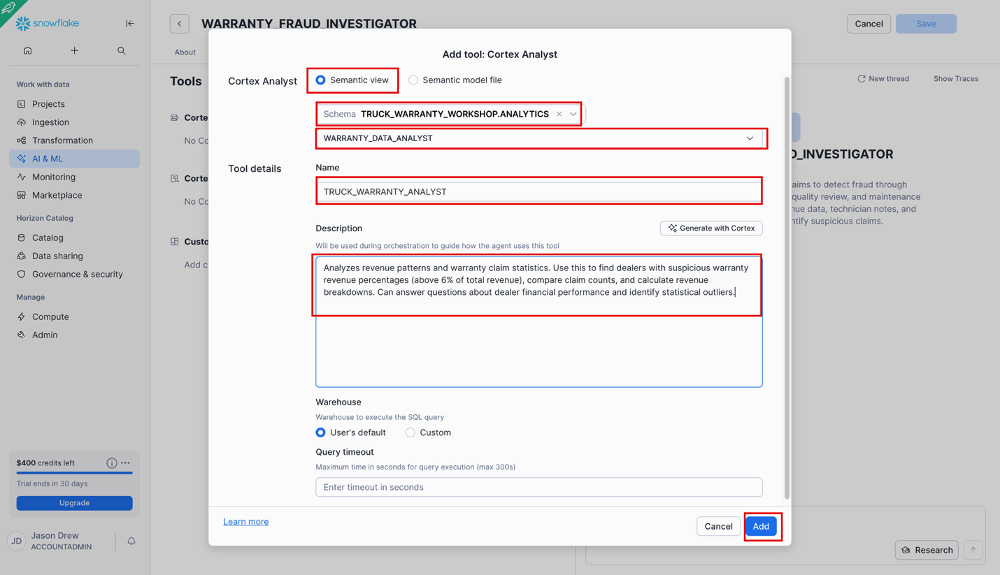 snowflake
WARRANTY_FRAUD_INVESTIGATOR
Cancel
Save
About
Work with data
Projects
Ingestion
Transformation
AI & ML
Monitoring
Marketplace
Horizon Catalog
Catalog
Data sharing
Governance & security
Manage
Compute
Admin
$400 credits left
Trial ends in 30 days
Upgrade
JD
Jason Drew
ACCOUNTADMIN
Tools
Corte
No Co
Corte
No Co
Custo
Add c
Add tool: Cortex Analyst
Cortex Analyst
Semantic view
Semantic model file
Schema TRUCK_WARRANTY_WORKSHOP.ANALYTICS
WARRANTY_DATA_ANALYST
Tool details
Name
TRUCK_WARRANTY_ANALYST
Description
Generate with Cortex
Will be used during orchestration to guide how the agent uses this tool
Analyzes revenue patterns and warranty claim statistics. Use this to find dealers with suspicious warranty
revenue percentages (above 6% of total revenue), compare claim counts, and calculate revenue
breakdowns. Can answer questions about dealer financial performance and identify statistical outliers.
Warehouse
Warehouse to execute the SQL query
User's default
Custom
Query timeout
Maximum time in seconds for query execution (max 300s)
Enter timeout in seconds
Learn more
Cancel
Add
New thread
Show Traces
D_INVESTIGATOR
aims to detect fraud through
quality review, and maintenance
nue data, technician notes, and
ntify suspicious claims.
Research